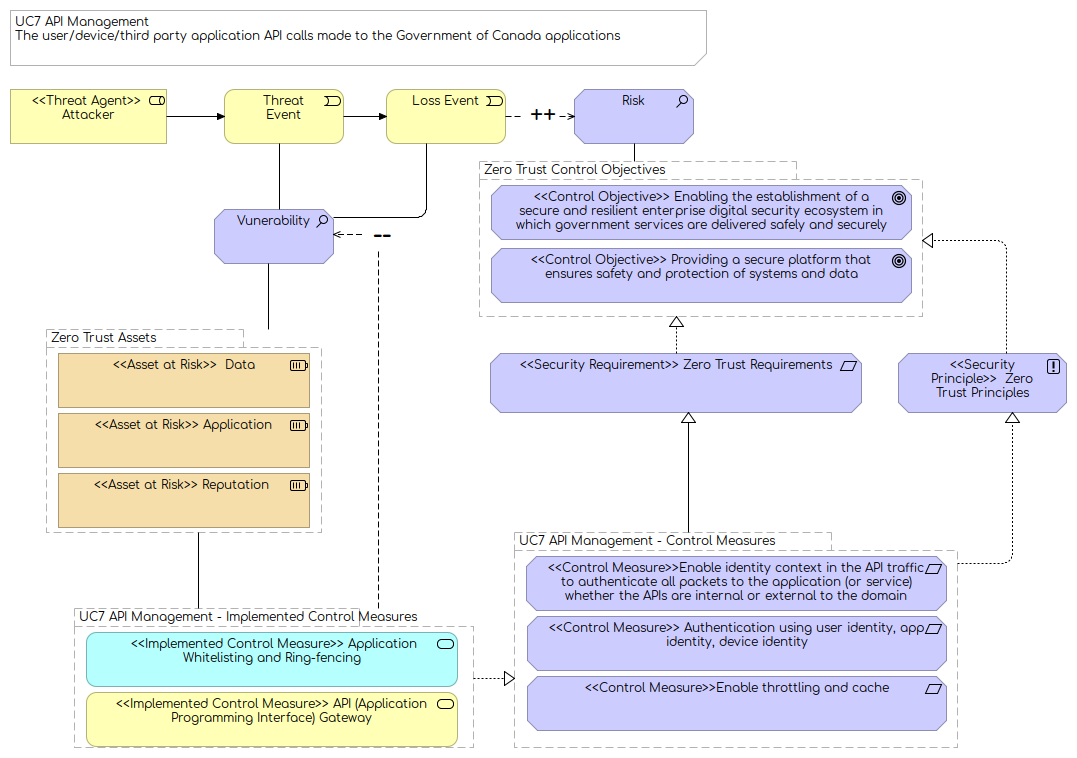 UC7 API Management
The user/device/third party application API calls made to the Government of Canada applications
<<Threat Agent>>
Attacker
Threat
Event
Loss Event
++
Risk
Zero Trust Control Objectives
<<Control Objective>> Enabling the establishment of a
secure and resilient enterprise digital security ecosystem in
which government services are delivered safely and securely
<<Control Objective>> Providing a secure platform that
ensures safety and protection of systems and data
Vunerability
--
Zero Trust Assets
<<Asset at Risk>> Data
<<Asset at Risk>> Application
<<Asset at Risk>> Reputation
<<Security Requirement>> Zero Trust Requirements
<<Security
Principle>> Zero
Trust Principles
UC7 API Management - Control Measures
<<Control Measure>>Enable identity context in the API traffic
to authenticate all packets to the application (or service)
whether the APIs are internal or external to the domain
<<Control Measure>> Authentication using user identity, app
identity, device identity
<<Control Measure>>Enable throttling and cache
UC7 API Management - Implemented Control Measures
<<Implemented Control Measure>> Application
Whitelisting and Ring-fencing
<<Implemented Control Measure>> API (Application
Programming Interface) Gateway